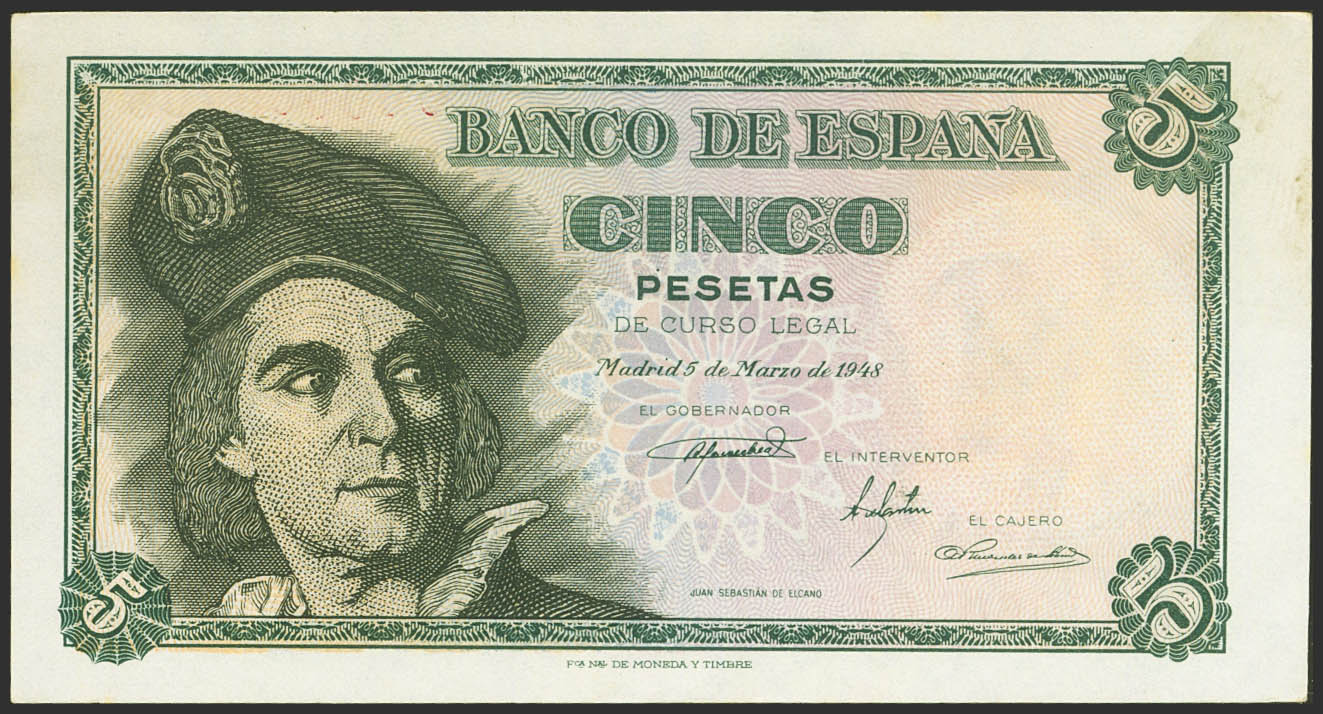 BANCO DE ESPAÑA
5
CINCO
PESETAS
DE CURSO LEGAL
Madrid 5 de Marzo de 1948
EL GOBERNADOR
EL INTERVENTOR
EL CAJERO
JUAN SEBASTIÁN DE ELCANO
5
5
FCA NAL DE MONEDA Y TIMBRE